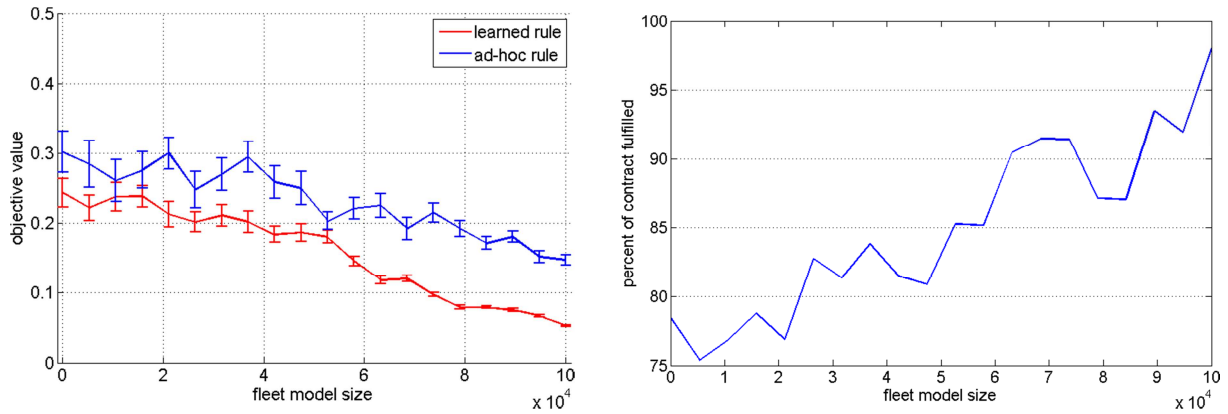 0.5
0.4
0.3
0.2
0.1
0
objective value
learned rule
ad-hoc rule
0 2 4 6 8 10
fleet model size
x 10^4
100
95
90
85
80
75
percent of contract fulfilled
0 1 2 3 4 5 6 7 8 9 10
fleet model size
x 10^4